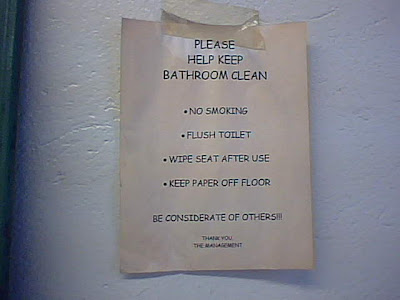 PLEASE
HELP KEEP
BATHROOM CLEAN
• NO SMOKING
• FLUSH TOILET
• WIPE SEAT AFTER USE
• KEEP PAPER OFF FLOOR
BE CONSIDERATE OF OTHERS!!!
THANK YOU,
THE MANAGEMENT